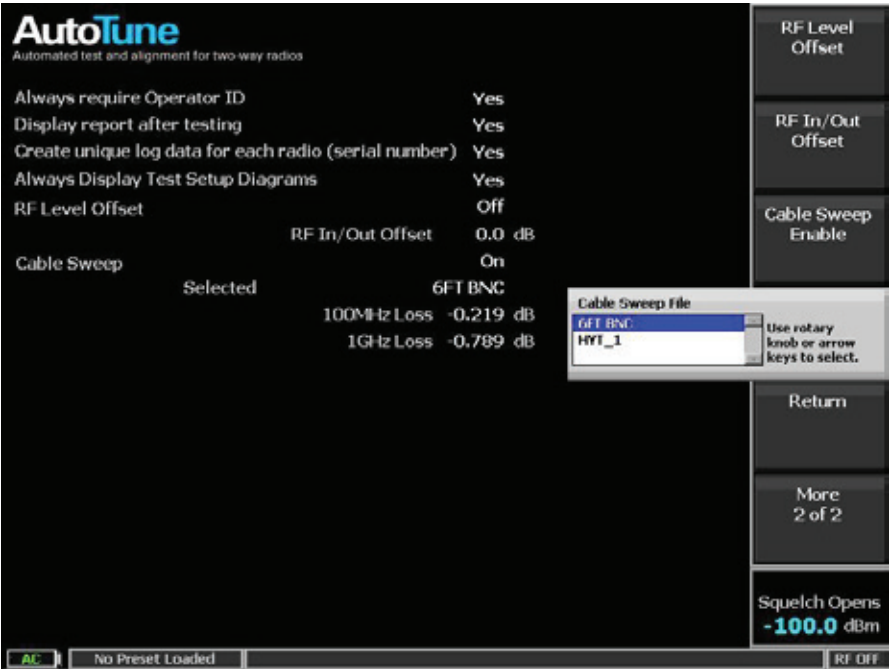 AutoTune
Automated test and alignment for two-way radios
Always require Operator ID Yes
Display report after testing Yes
Create unique log data for each radio (serial number) Yes
Always Display Test Setup Diagrams Yes
RF Level Offset Off
RF In/Out Offset 0.0 dB
Cable Sweep On
Selected 6FT BNC
100MHz Loss -0.219 dB
1GHz Loss -0.789 dB
Cable Sweep File
6FT BNC
HYT_1
Use rotary
knob or arrow
keys to select.
RF Level
Offset
RF In/Out
Offset
Cable Sweep
Enable
Return
More
2 of 2
Squelch Opens
-100.0 dBm
AC
No Preset Loaded
RF OFF